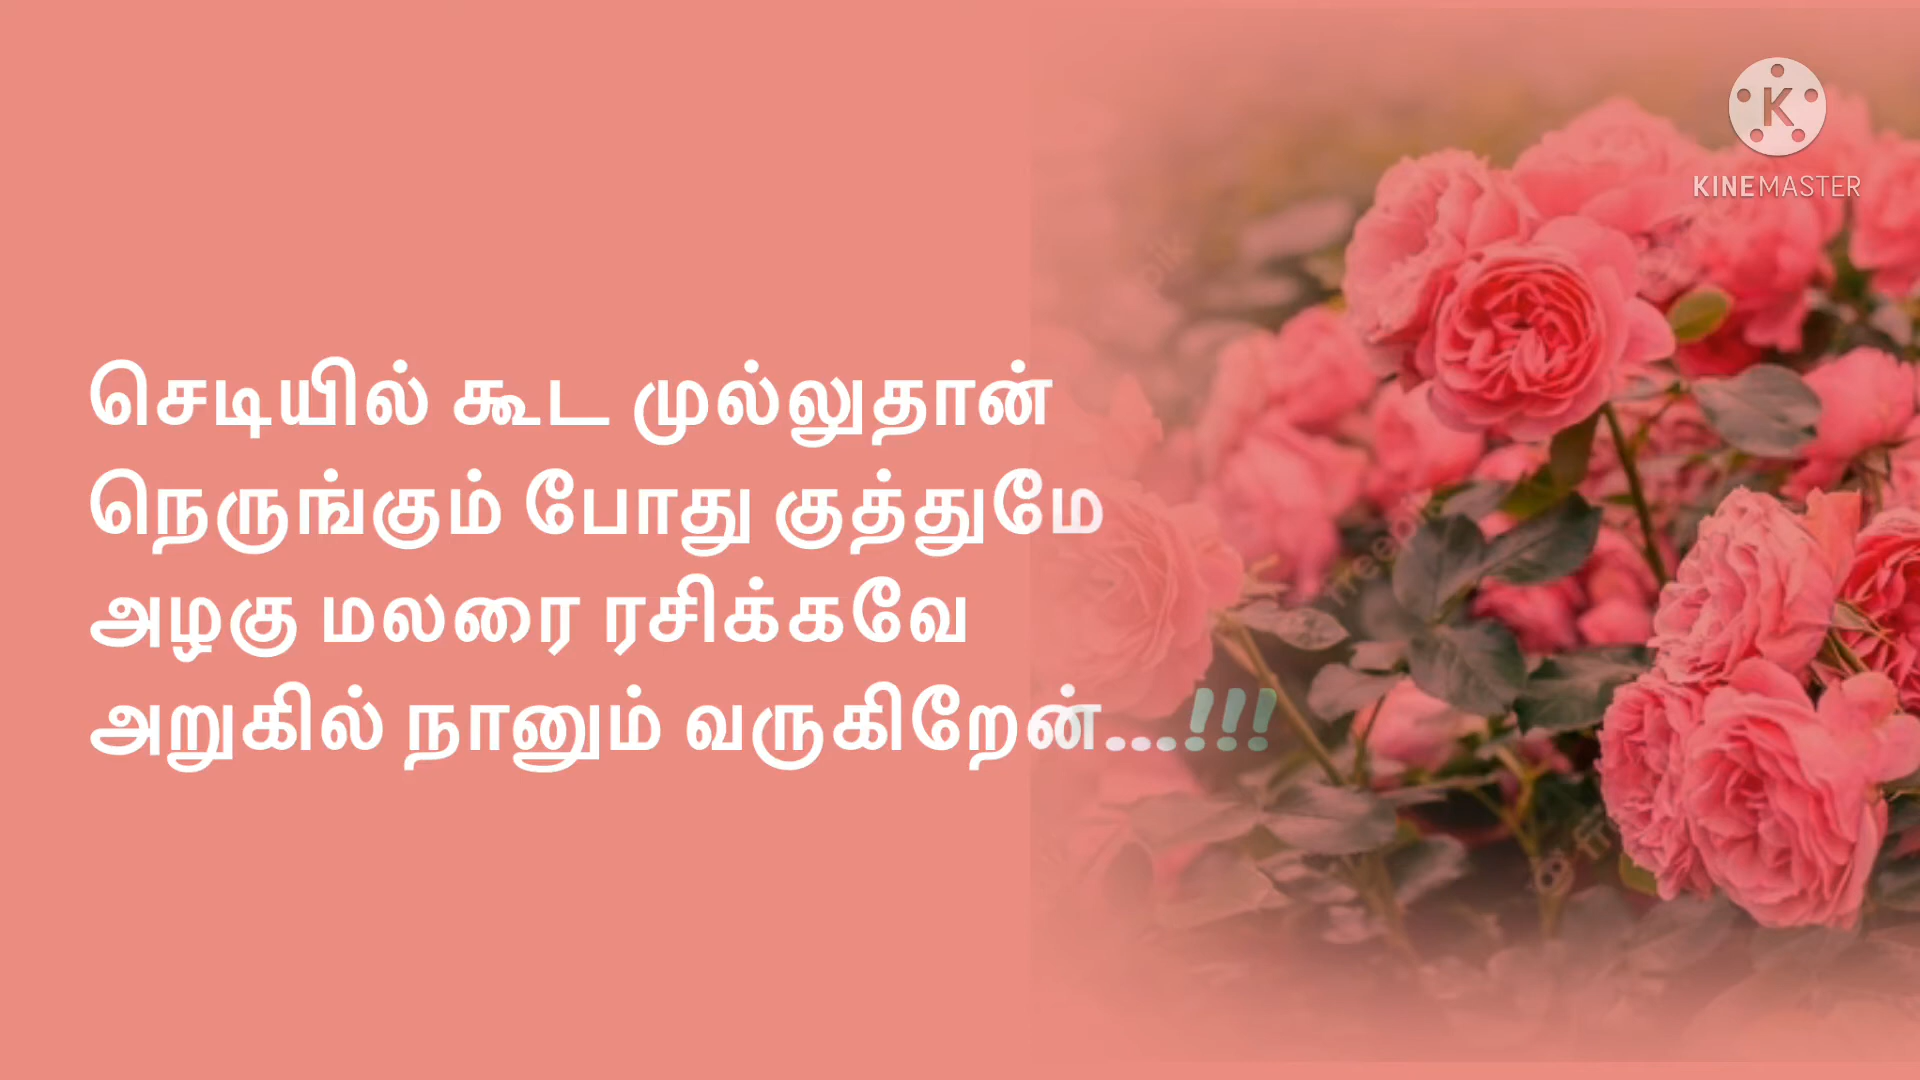 KINEMASTER
செடியில் கூட முல்லுதான்
நெருங்கும் போது குத்துமே
அழகு மலரை ரசிக்கவே
அறுகில் நானும் வருகிறேன்...!!!